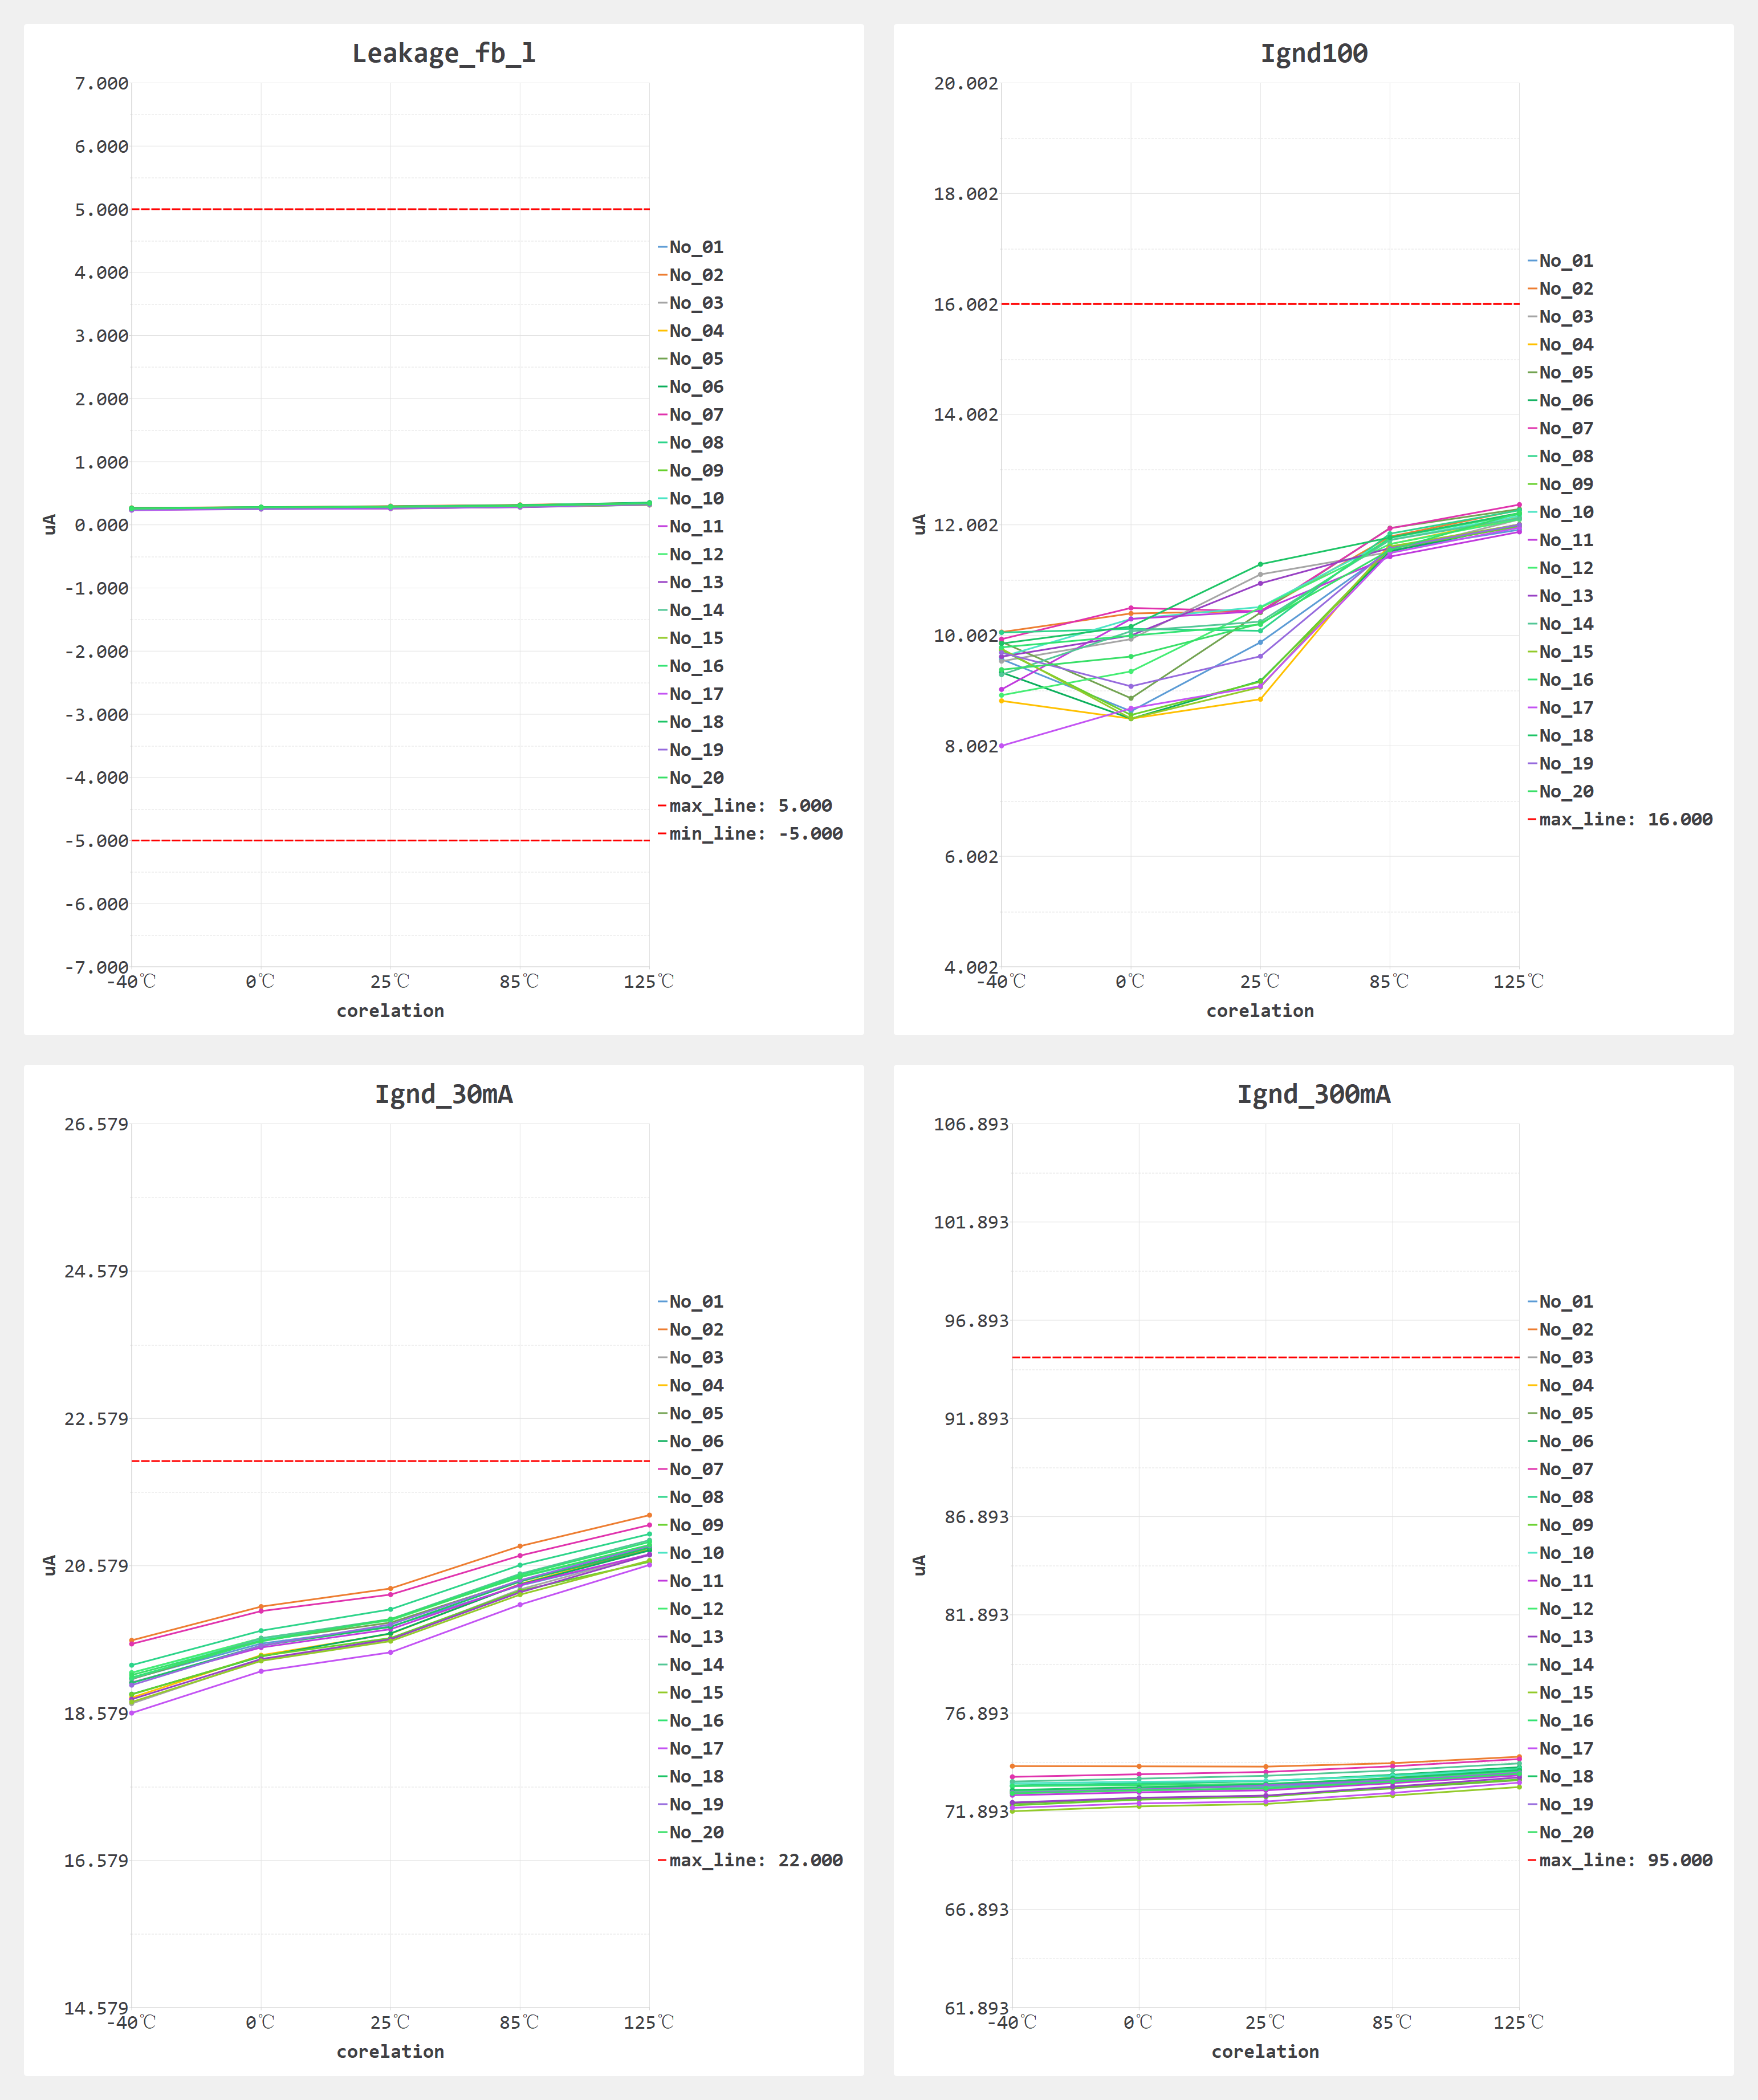 Leakage_fb_l
7.000
6.000
5.000
4.000
3.000
2.000
1.000
0.000
-1.000
-2.000
-3.000
-4.000
-5.000
-6.000
-7.000
uA
-40℃ 0℃ 25℃ 85℃ 125℃
corelation
No_01
No_02
No_03
No_04
No_05
No_06
No_07
No_08
No_09
No_10
No_11
No_12
No_13
No_14
No_15
No_16
No_17
No_18
No_19
No_20
max_line: 5.000
min_line: -5.000
Ignd100
20.002
18.002
16.002
14.002
12.002
10.002
8.002
6.002
4.002
uA
-40℃ 0℃ 25℃ 85℃ 125℃
corelation
No_01
No_02
No_03
No_04
No_05
No_06
No_07
No_08
No_09
No_10
No_11
No_12
No_13
No_14
No_15
No_16
No_17
No_18
No_19
No_20
max_line: 16.000
Ignd_30mA
26.579
24.579
22.579
20.579
18.579
16.579
14.579
uA
-40℃ 0℃ 25℃ 85℃ 125℃
corelation
No_01
No_02
No_03
No_04
No_05
No_06
No_07
No_08
No_09
No_10
No_11
No_12
No_13
No_14
No_15
No_16
No_17
No_18
No_19
No_20
max_line: 22.000
Ignd_300mA
106.893
101.893
96.893
91.893
86.893
81.893
76.893
71.893
66.893
61.893
uA
-40℃ 0℃ 25℃ 85℃ 125℃
corelation
No_01
No_02
No_03
No_04
No_05
No_06
No_07
No_08
No_09
No_10
No_11
No_12
No_13
No_14
No_15
No_16
No_17
No_18
No_19
No_20
max_line: 95.000